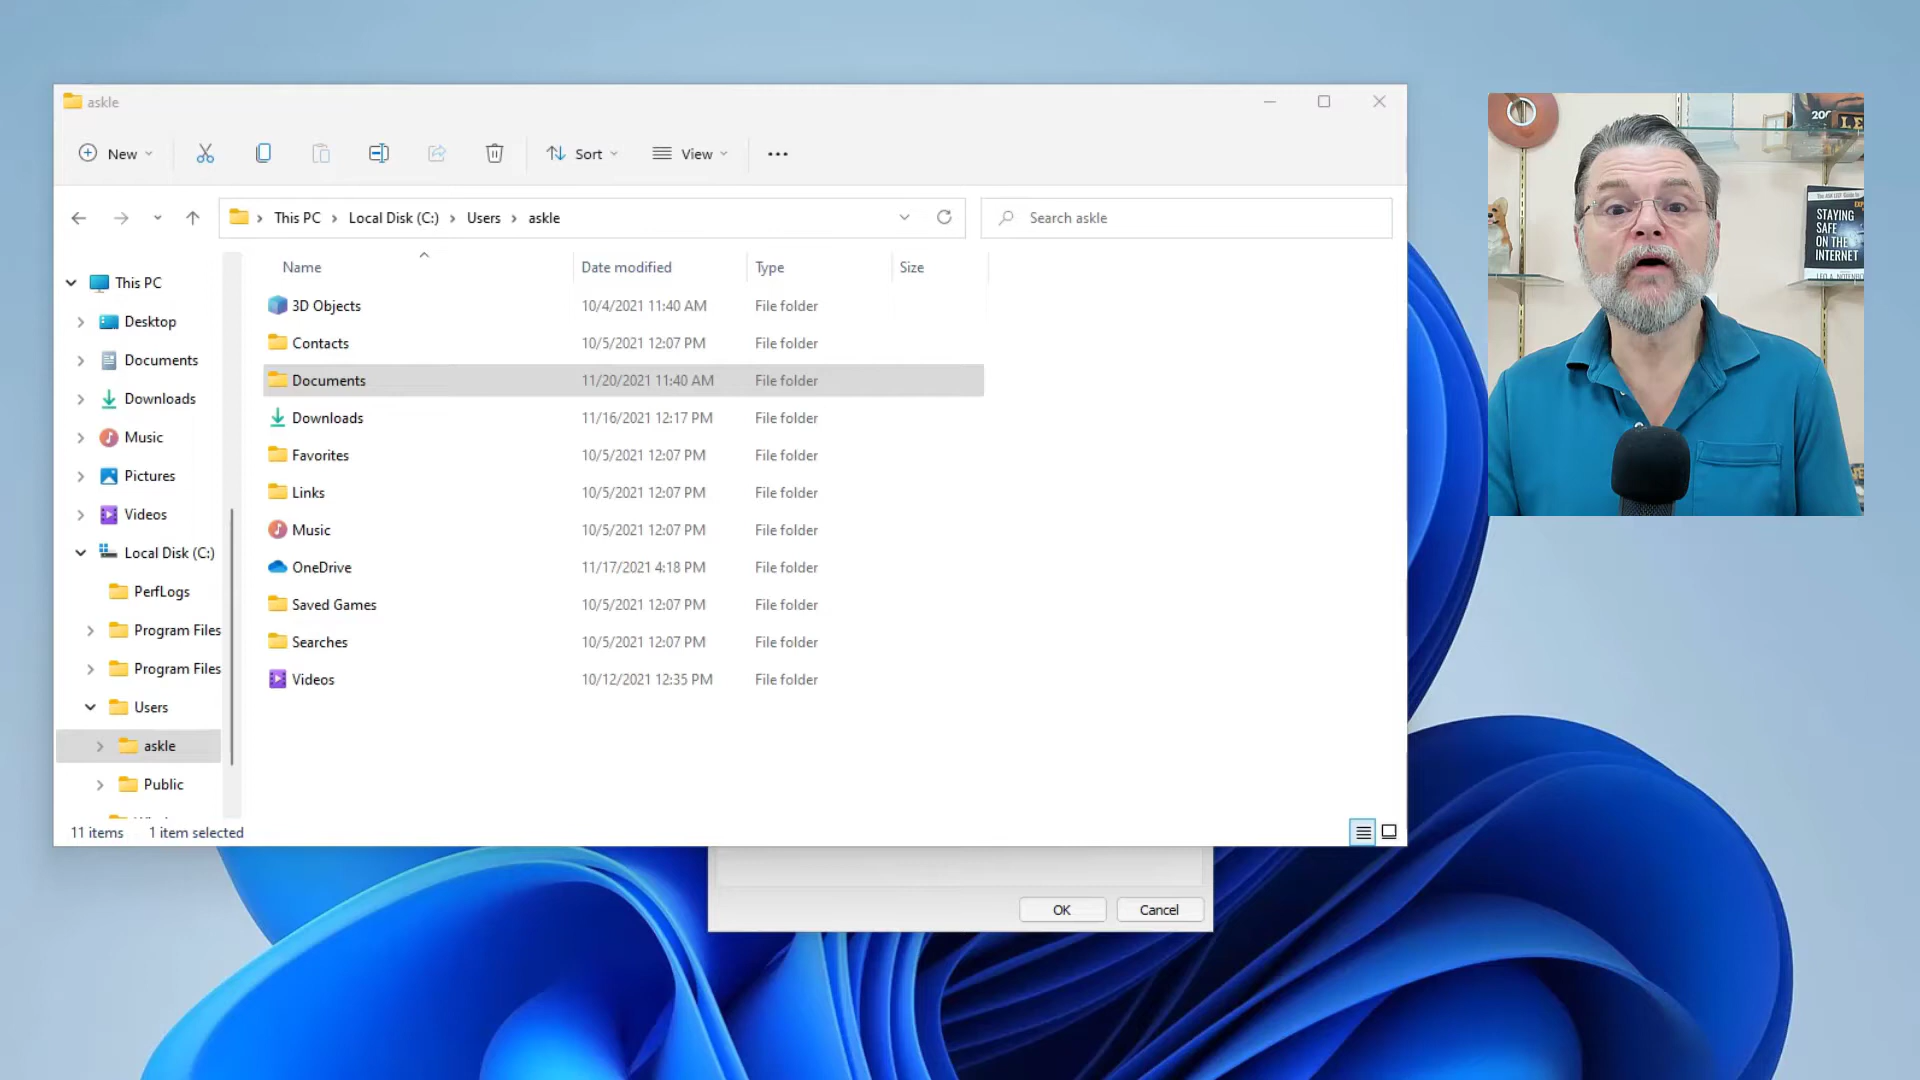 askle
New
Sort
View
This PC
Local Disk (C:)
Users
askle
Search askle
Name
Date modified
Type
Size
This PC
Desktop
Documents
Downloads
Music
Pictures
Videos
Local Disk (C:)
PerfLogs
Program Files
Program Files
Users
askle
Public
3D Objects 10/4/2021 11:40 AM File folder
Contacts 10/5/2021 12:07 PM File folder
Documents 11/20/2021 11:40 AM File folder
Downloads 11/16/2021 12:17 PM File folder
Favorites 10/5/2021 12:07 PM File folder
Links 10/5/2021 12:07 PM File folder
Music 10/5/2021 12:07 PM File folder
OneDrive 11/17/2021 4:18 PM File folder
Saved Games 10/5/2021 12:07 PM File folder
Searches 10/5/2021 12:07 PM File folder
Videos 10/12/2021 12:35 PM File folder
11 items 1 item selected
OK
Cancel
STAYING
SAFE
ON THE
INTERNET